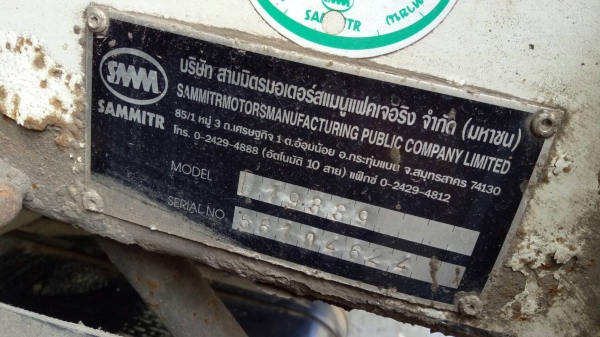 SMM
SAMMITR
SMM
SAMMITR
บริษัท สามมิตรมอเตอร์สแมนูแฟคเจอริง จำกัด (มหาชน)
SAMMITRMOTORSMANUFACTURING PUBLIC COMPANY LIMITED
85/1 หมู่ 3 ถ.เศรษฐกิจ 1 ต.อ้อมน้อย อ.กระทุ่มแบน จ.สมุทรสาคร 74130
โทร. 0-2429-4888 (อัตโนมัติ 10 สาย) แฟ็กซ์ 0-2429-4812
MODEL
SERIAL NO.